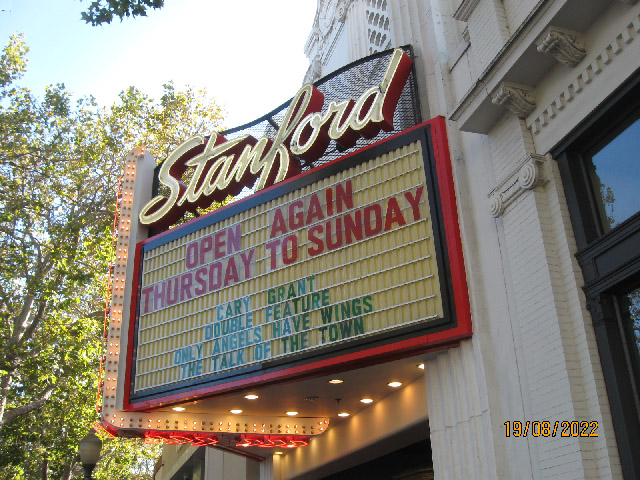 Stanford
OPEN AGAIN
THURSDAY TO SUNDAY
CARY GRANT
DOUBLE FEATURE
ONLY ANGELS HAVE WINGS
THE TALK OF THE TOWN
19/08/2022